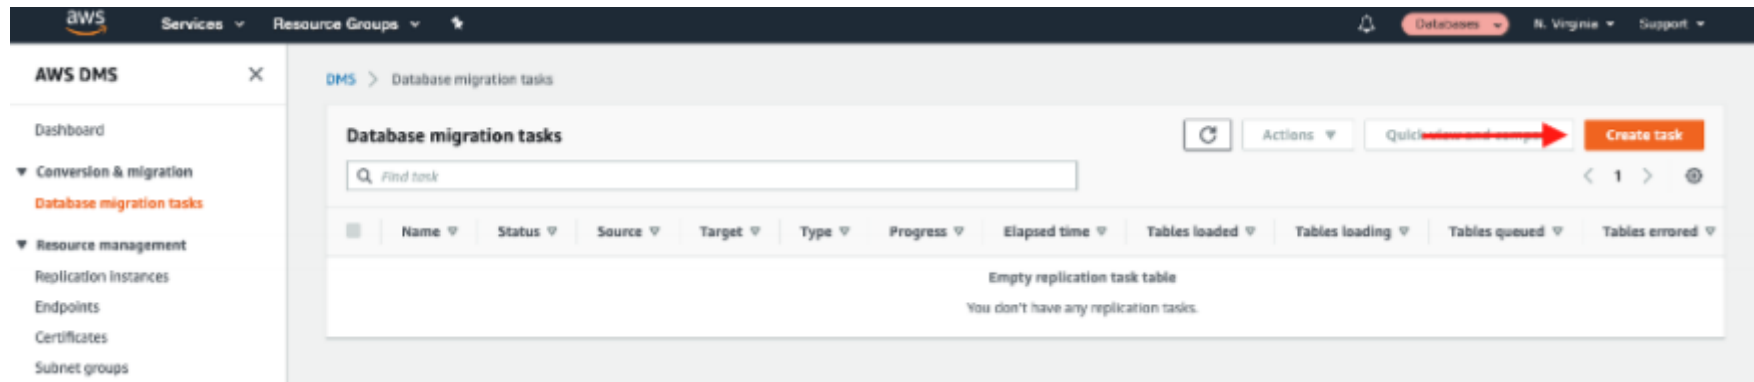 aws Services Resource Groups Databases N. Virginia Support
AWS DMS
DMS > Database migration tasks
Dashboard
Conversion & migration
Database migration tasks
Resource management
Replication instances
Endpoints
Certificates
Subnet groups
Database migration tasks
Actions Quick view and Create task
Find task
< 1 >
Name Status Source Target Type Progress Elapsed time Tables loaded Tables loading Tables queued Tables errored
Empty replication task table
You don't have any replication tasks.